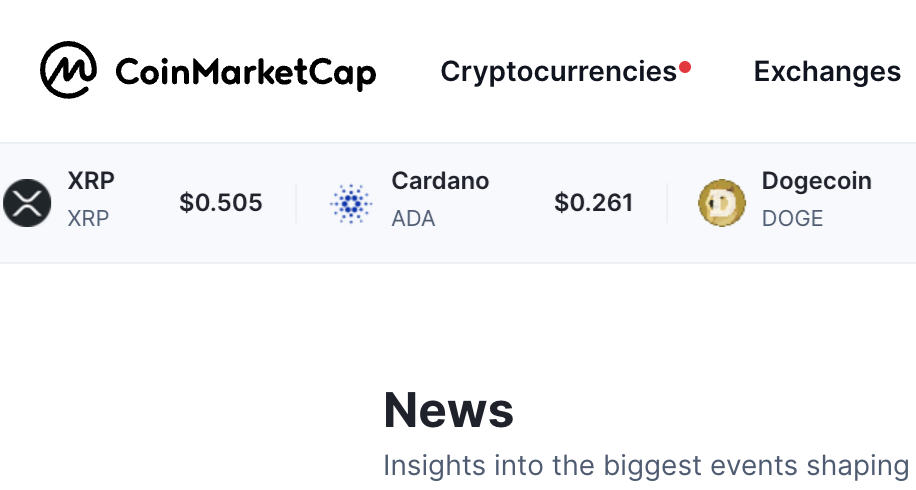 CoinMarketCap Cryptocurrencies Exchanges
XRP Cardano Dogecoin
$0.505 $0.261
XRP ADA DOGE
News
Insights into the biggest events shaping